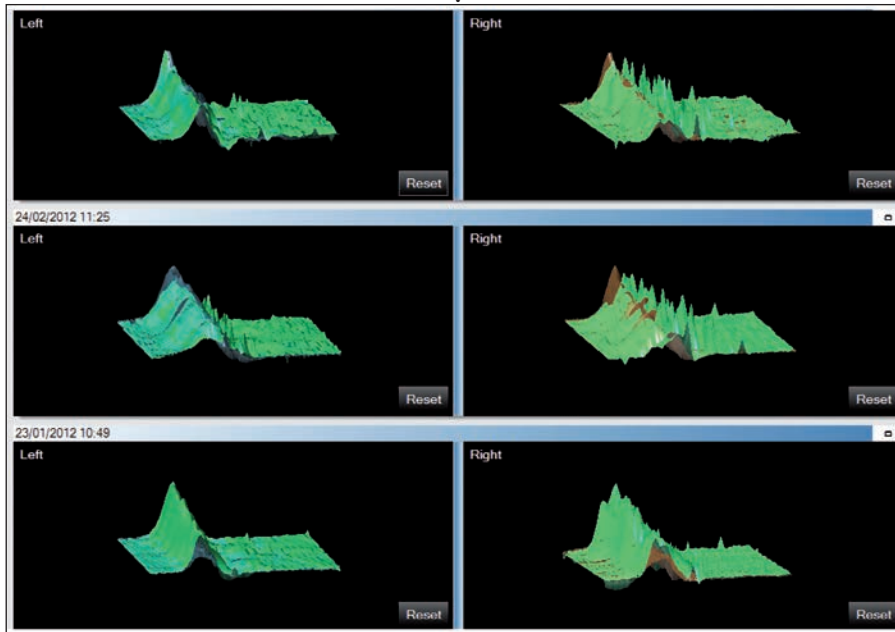 Left
Right
Reset
Reset
24/02/2012 11:25
Left
Right
Reset
Reset
23/01/2012 10:49
Left
Right
Reset
Reset